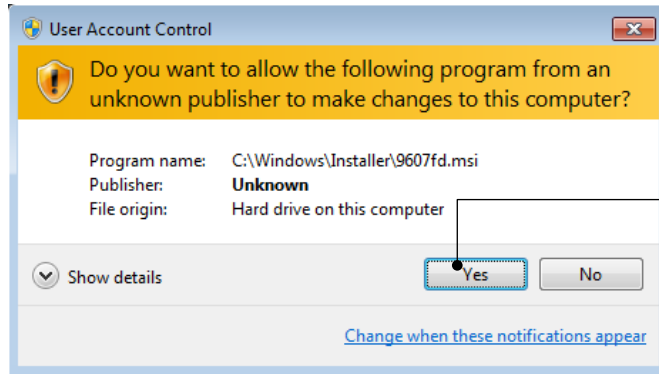 User Account Control
Do you want to allow the following program from an
unknown publisher to make changes to this computer?
Program name: C:\Windows\Installer\9607fd.msi
Publisher: Unknown
File origin: Hard drive on this computer
Show details Yes No
Change when these notifications appear